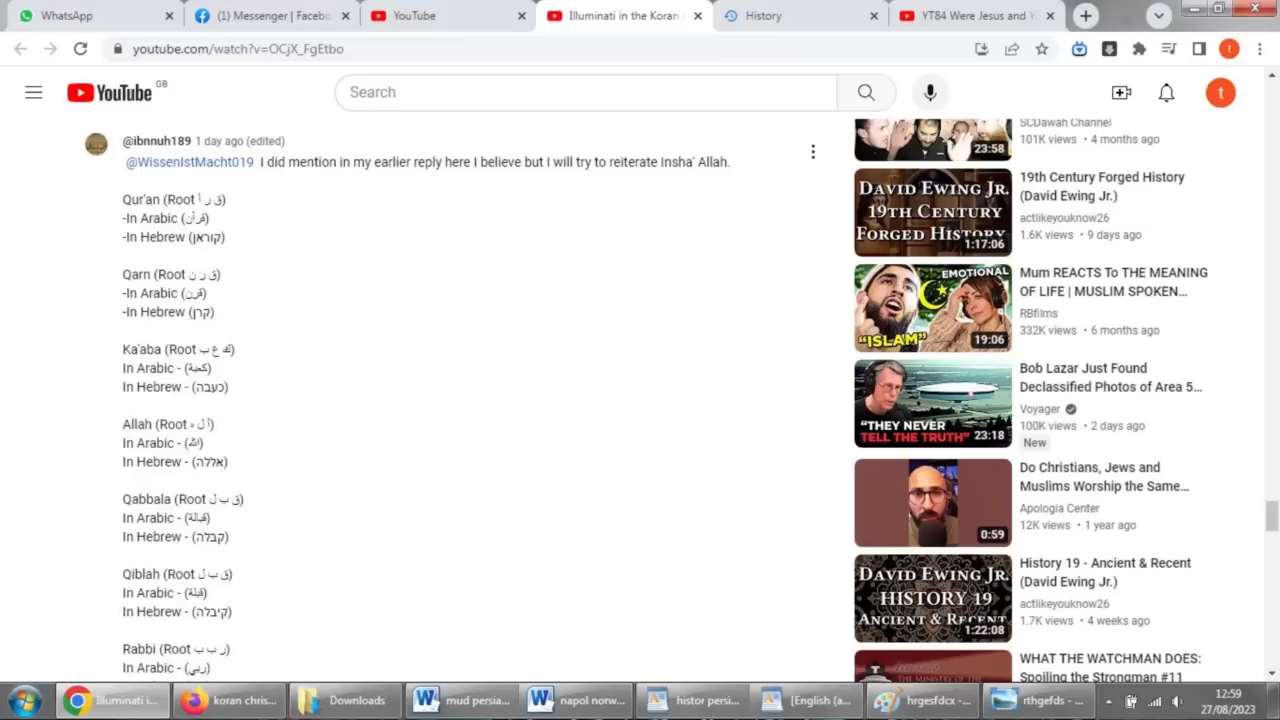 WhatsApp
(1) Messenger | Facebo
YouTube
Illuminati in the Koran
History
YT84 Were Jesus and Y
youtube.com/watch?v=OCjX_FgEtbo
t
YouTube GB
Search
t
@ibnnuh189 1 day ago (edited)
@WissenIstMacht019 I did mention in my earlier reply here I believe but I will try to reiterate Insha' Allah.
Qur'an (Root ق ر أ)
-In Arabic (قرآن)
-In Hebrew (קוראן)
Qarn (Root ق ر ن)
-In Arabic (قرن)
-In Hebrew (קרן)
Ka'aba (Root ك ع ب)
In Arabic - (كعبة)
In Hebrew - (כעבה)
Allah (Root أ ل ه)
In Arabic - (الله)
In Hebrew - (אללה)
Qabbala (Root ق ب ل)
In Arabic - (قبالة)
In Hebrew - (קבלה)
Qiblah (Root ق ب ل)
In Arabic - (قبلة)
In Hebrew - (קיבלה)
Rabbi (Root ر ب ب)
In Arabic - (ربي)
SCDawah Channel
101K views • 4 months ago
23:58
DAVID EWING JR.
19TH CENTURY
FORGED HISTORY
1:17:06
19th Century Forged History
(David Ewing Jr.)
actlikeyouknow26
1.6K views • 9 days ago
EMOTIONAL
"ISLAM"
19:06
Mum REACTS To THE MEANING
OF LIFE | MUSLIM SPOKEN...
RBfilms
332K views • 6 months ago
"THEY NEVER
TELL THE TRUTH"
23:18
Bob Lazar Just Found
Declassified Photos of Area 5...
Voyager
100K views • 2 days ago
New
0:59
Do Christians, Jews and
Muslims Worship the Same...
Apologia Center
12K views • 1 year ago
DAVID EWING JR.
HISTORY 19
ANCIENT & RECENT
1:22:08
History 19 - Ancient & Recent
(David Ewing Jr.)
actlikeyouknow26
1.7K views • 4 weeks ago
THE MINISTRY OF THE
WHAT THE WATCHMAN DOES:
Spoiling the Strongman #11
Illuminati i...
koran chris...
Downloads
mud persia...
napol norw...
histor persi...
[English (a...
hrgesfdcx -...
rthgefds - ...
12:59
27/08/2023